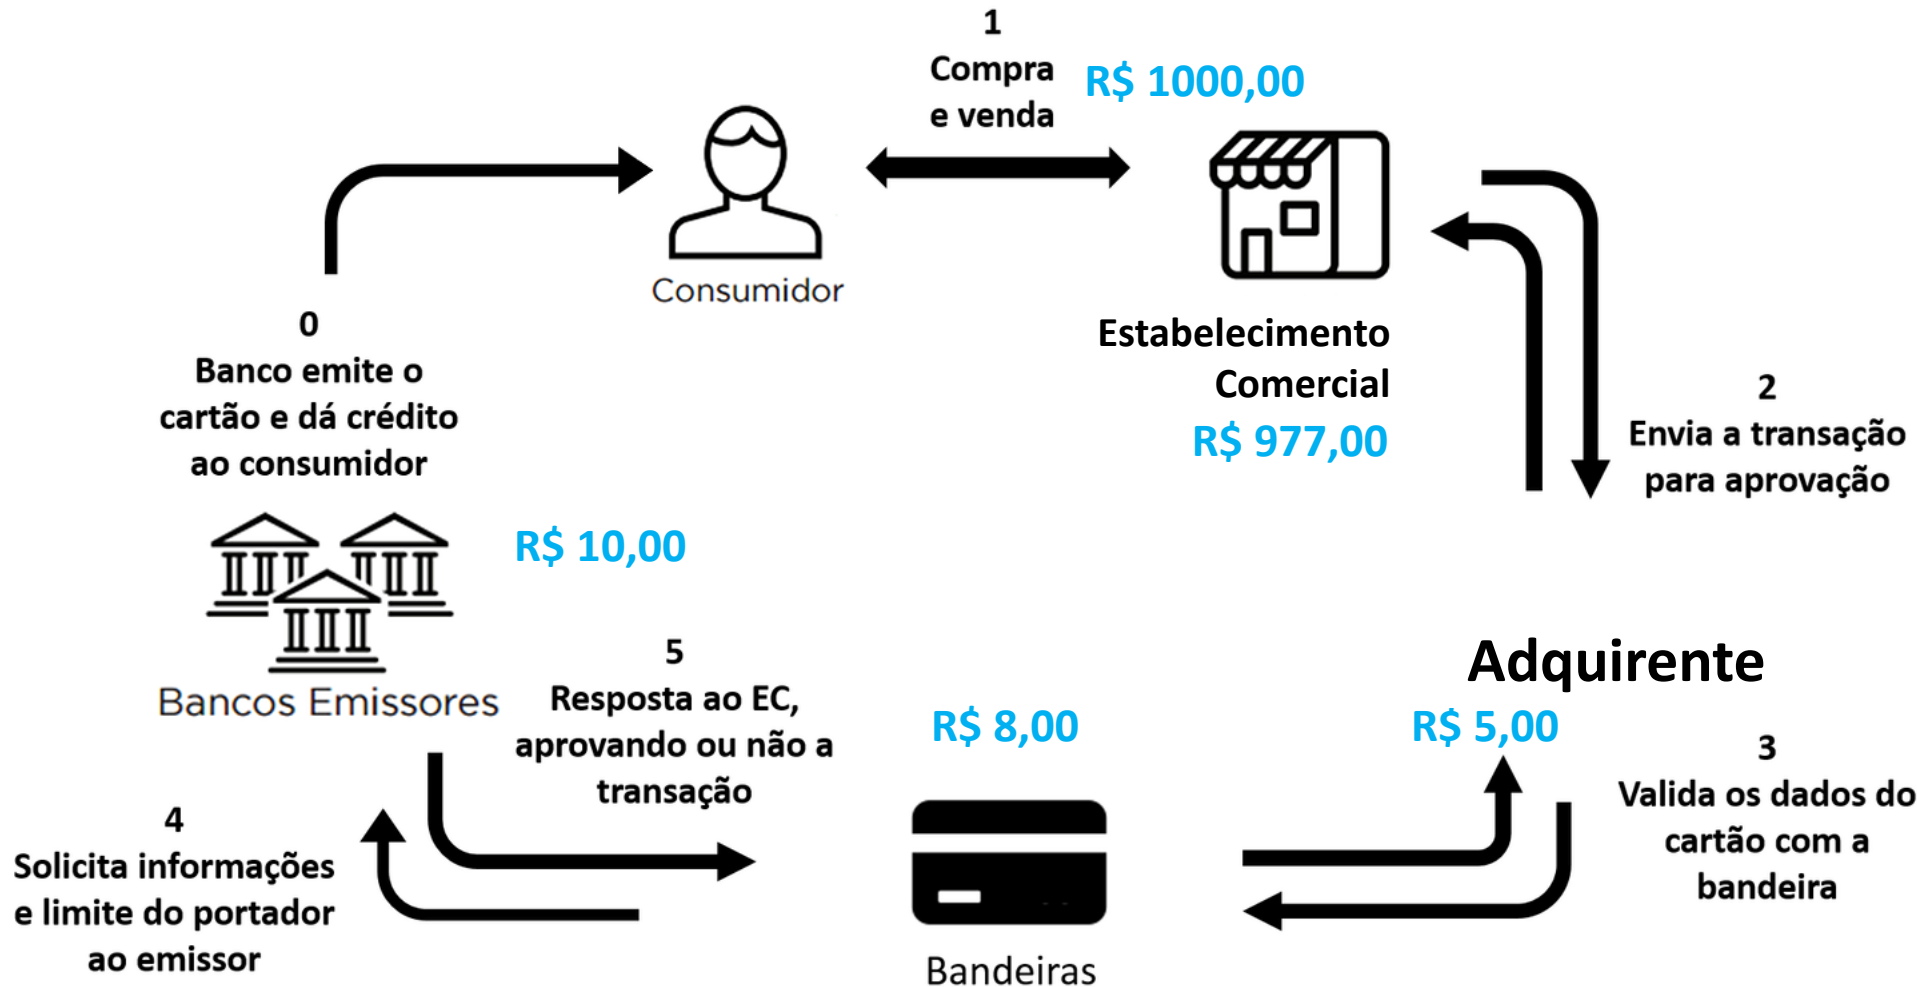 1
Compra
e venda
R$ 1000,00
Consumidor
0
Banco emite o
cartão e dá crédito
ao consumidor
Estabelecimento
Comercial
R$ 977,00
2
Envia a transação
para aprovação
R$ 10,00
Bancos Emissores
5
Resposta ao EC,
aprovando ou não a
transação
R$ 8,00
Adquirente
R$ 5,00
3
Valida os dados do
cartão com a
bandeira
4
Solicita informações
e limite do portador
ao emissor
Bandeiras